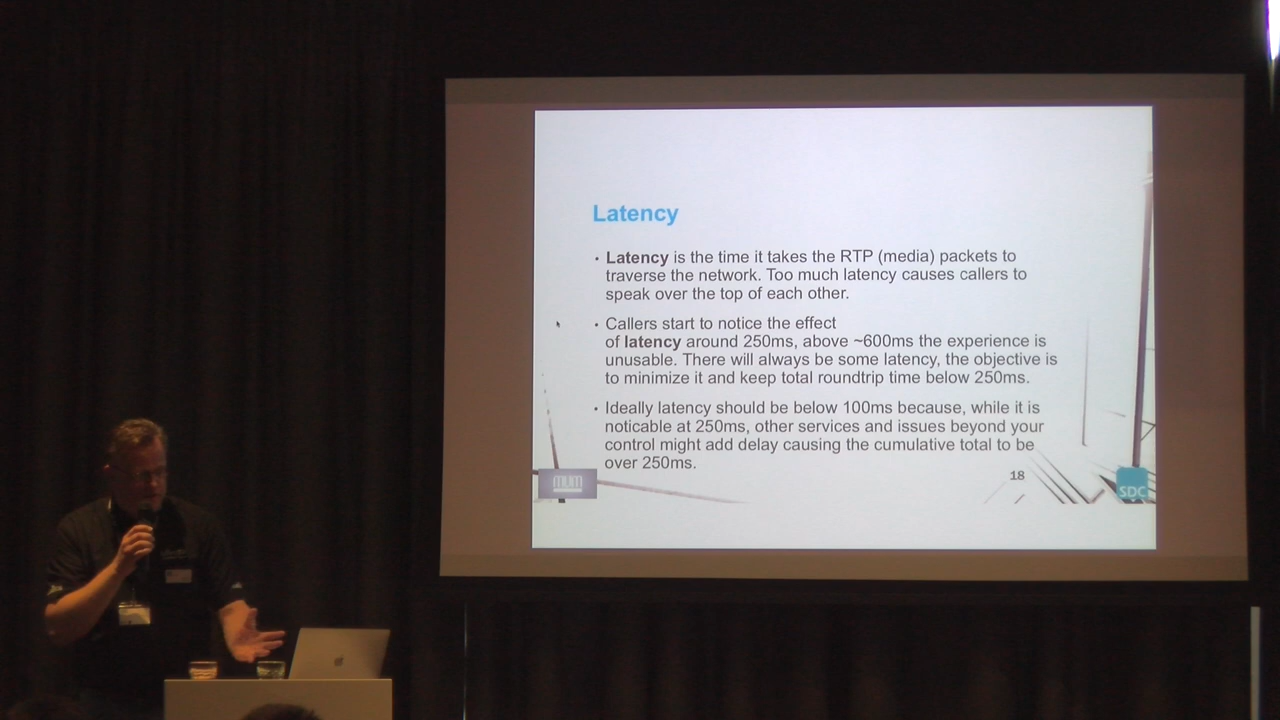 Latency
• Latency is the time it takes the RTP (media) packets to
traverse the network. Too much latency causes callers to
speak over the top of each other.
• Callers start to notice the effect
of latency around 250ms, above ~600ms the experience is
unusable. There will always be some latency, the objective is
to minimize it and keep total roundtrip time below 250ms.
• Ideally latency should be below 100ms because, while it is
noticable at 250ms, other services and issues beyond your
control might add delay causing the cumulative total to be
over 250ms.
18
SDC